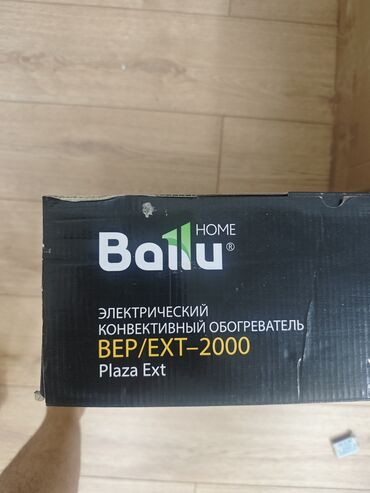 HOME
Ballu®
ЭЛЕКТРИЧЕСКИЙ
КОНВЕКТИВНЫЙ ОБОГРЕВАТЕЛЬ
BEP/EXT–2000
Plaza Ext